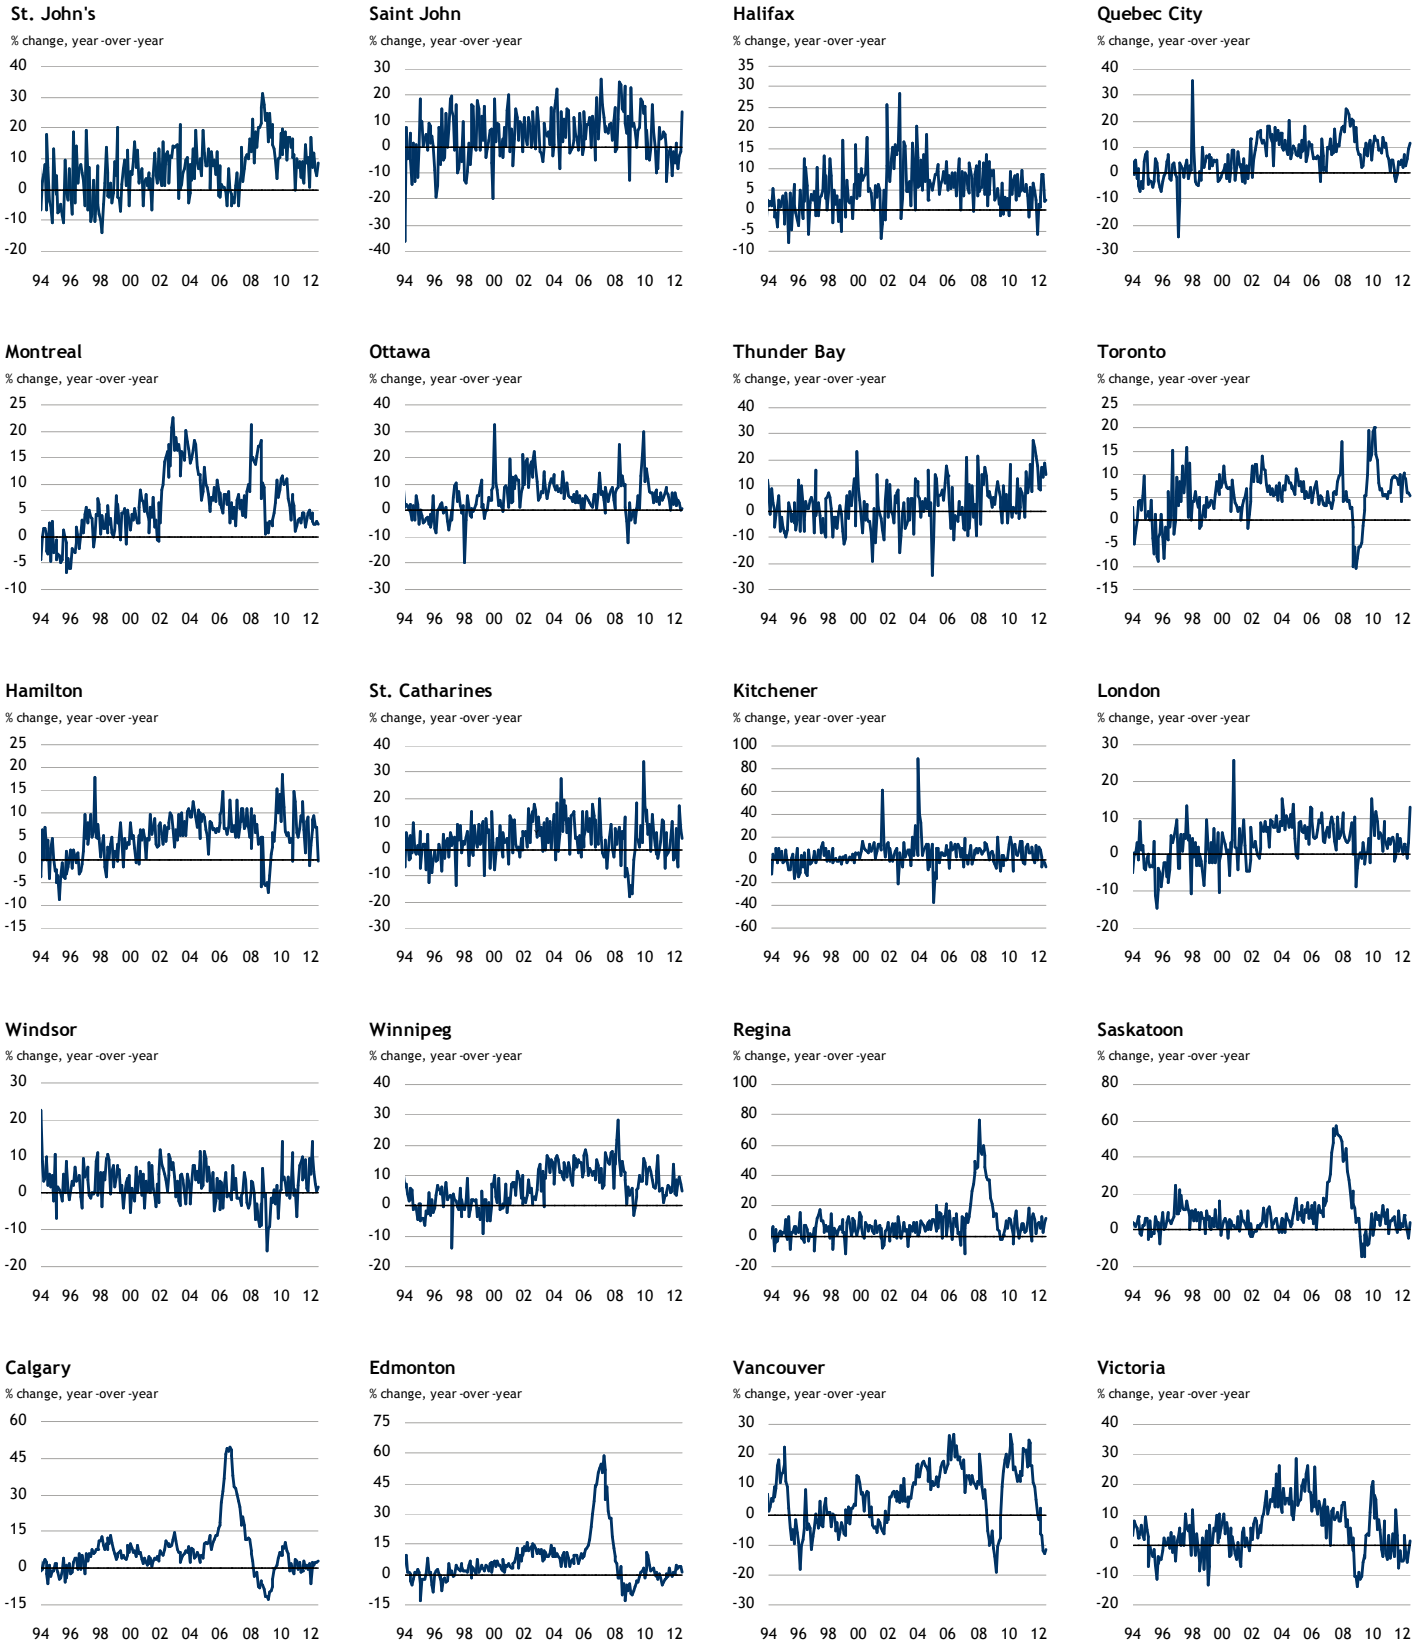 St. John's
% change, year-over-year
40
30
20
10
0
-10
-20
94 96 98 00 02 04 06 08 10 12
Saint John
% change, year-over-year
30
20
10
0
-10
-20
-30
-40
94 96 98 00 02 04 06 08 10 12
Halifax
% change, year-over-year
35
35
25
20
15
10
5
0
-5
-10
94 96 98 00 02 04 06 08 10 12
Quebec City
% change, year-over-year
40
30
20
10
0
-10
-20
-30
94 96 98 00 02 04 06 08 10 12
Montreal
% change, year-over-year
25
20
15
10
5
0
-5
-10
94 96 98 00 02 04 06 08 10 12
Ottawa
% change, year-over-year
40
30
20
10
0
-10
-20
-30
94 96 98 00 02 04 06 08 10 12
Thunder Bay
% change, year-over-year
40
30
20
10
0
-10
-20
-30
94 96 98 00 02 04 06 08 10 12
Toronto
% change, year-over-year
25
20
15
10
5
0
-5
-10
-15
94 96 98 00 02 04 06 08 10 12
Hamilton
% change, year-over-year
25
20
15
10
5
0
-5
-10
-15
94 96 98 00 02 04 06 08 10 12
St. Catharines
% change, year-over-year
40
30
20
10
0
-10
-20
-30
94 96 98 00 02 04 06 08 10 12
Kitchener
% change, year-over-year
100
80
60
40
20
0
-20
-40
-60
94 96 98 00 02 04 06 08 10 12
London
% change, year-over-year
30
20
10
0
-10
-20
94 96 98 00 02 04 06 08 10 12
Windsor
% change, year-over-year
30
20
10
0
-10
-20
94 96 98 00 02 04 06 08 10 12
Winnipeg
% change, year-over-year
40
30
20
10
0
-10
-20
94 96 98 00 02 04 06 08 10 12
Regina
% change, year-over-year
100
80
60
40
20
0
-20
94 96 98 00 02 04 06 08 10 12
Saskatoon
% change, year-over-year
80
60
40
20
0
-20
94 96 98 00 02 04 06 08 10 12
Calgary
% change, year-over-year
60
45
30
15
0
-15
94 96 98 00 02 04 06 08 10 12
Edmonton
% change, year-over-year
75
60
45
30
15
0
-15
94 96 98 00 02 04 06 08 10 12
Vancouver
% change, year-over-year
30
20
10
0
-10
-20
-30
94 96 98 00 02 04 06 08 10 12
Victoria
% change, year-over-year
40
30
20
10
0
-10
-20
94 96 98 00 02 04 06 08 10 12